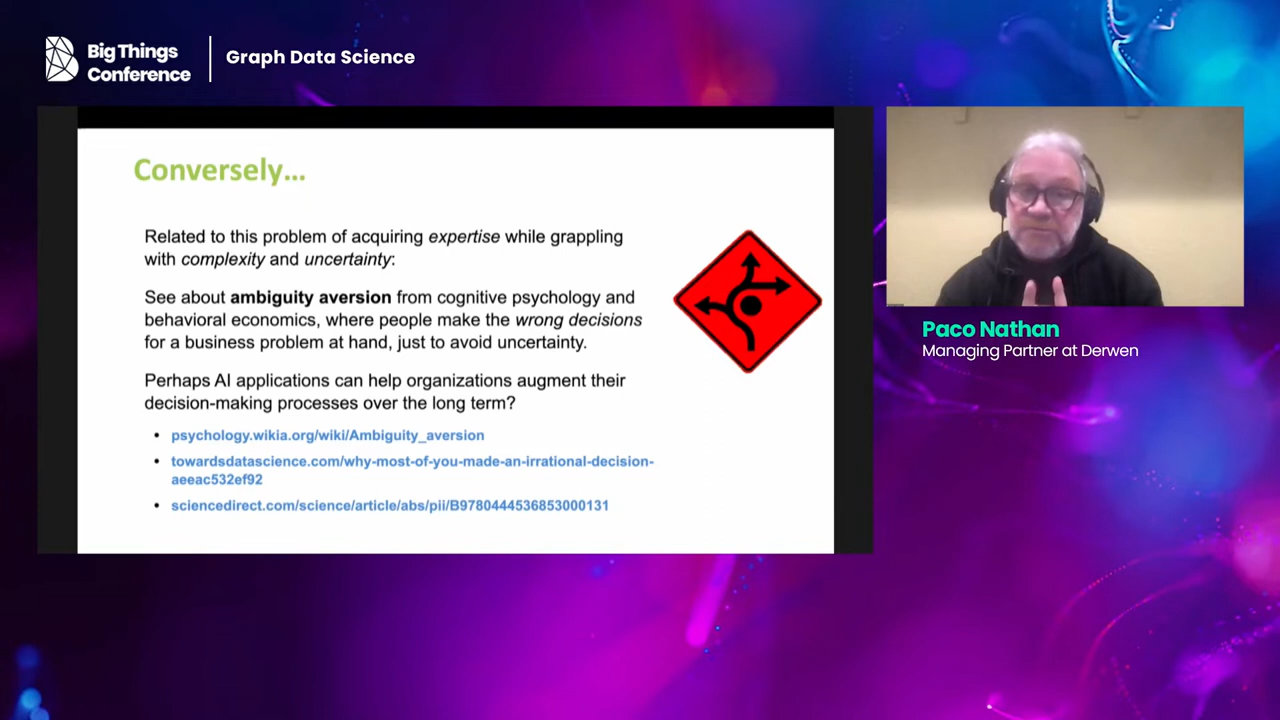 Big Things
Conference
Graph Data Science
Conversely...
Related to this problem of acquiring expertise while grappling
with complexity and uncertainty:
See about ambiguity aversion from cognitive psychology and
behavioral economics, where people make the wrong decisions
for a business problem at hand, just to avoid uncertainty.
Perhaps AI applications can help organizations augment their
decision-making processes over the long term?
• psychology.wikia.org/wiki/Ambiguity_aversion
• towardsdatascience.com/why-most-of-you-made-an-irrational-decision-
aeeac532ef92
• sciencedirect.com/science/article/abs/pii/B9780444536853000131
Paco Nathan
Managing Partner at Derwen